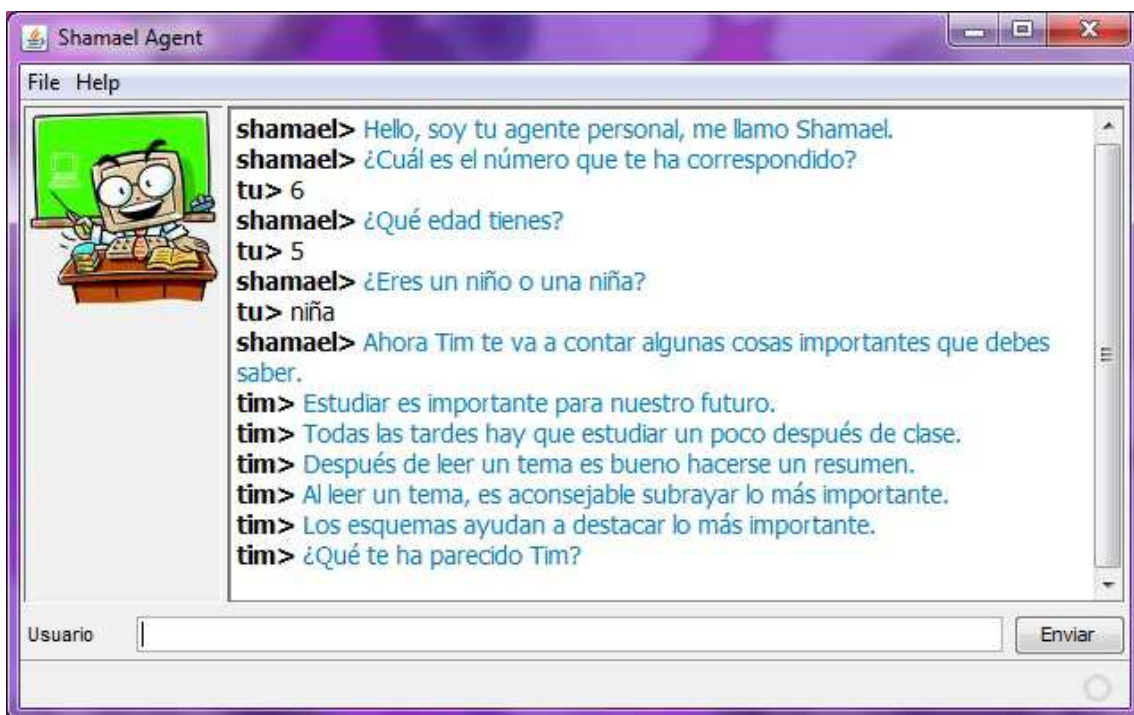 Shamael Agent
File Help
shamael> Hello, soy tu agente personal, me llamo Shamael.
shamael> ¿Cuál es el número que te ha correspondido?
tu> 6
shamael> ¿Qué edad tienes?
tu> 5
shamael> ¿Eres un niño o una niña?
tu> niña
shamael> Ahora Tim te va a contar algunas cosas importantes que debes
saber.
tim> Estudiar es importante para nuestro futuro.
tim> Todas las tardes hay que estudiar un poco después de clase.
tim> Después de leer un tema es bueno hacerse un resumen.
tim> Al leer un tema, es aconsejable subrayar lo más importante.
tim> Los esquemas ayudan a destacar lo más importante.
tim> ¿Qué te ha parecido Tim?
Usuario
Enviar